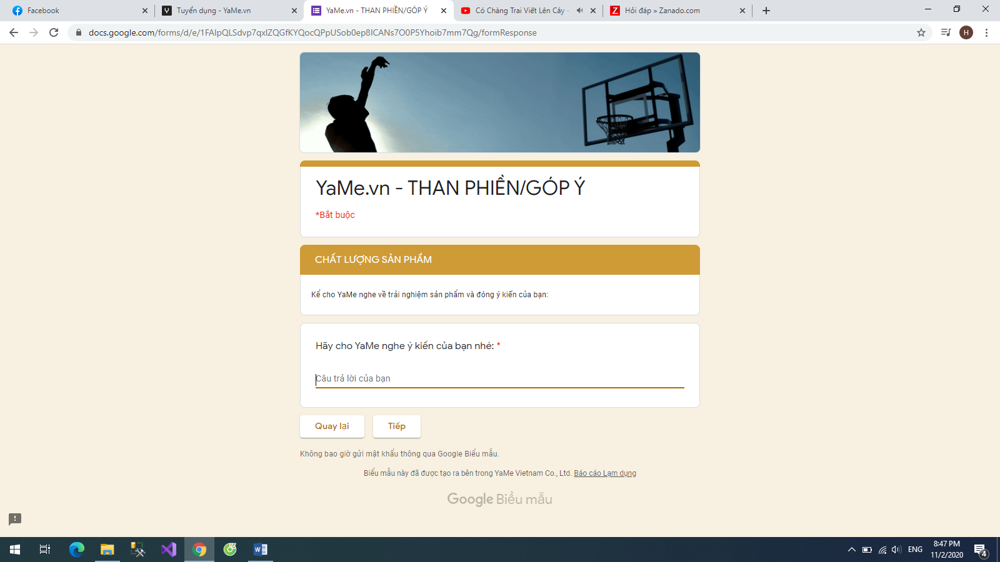 Facebook
Tuyển dụng - YaMe.vn
YaMe.vn - THAN PHIỀN/GÓP Ý
Có Chàng Trai Viết Lên Cây -
Z Hỏi đáp » Zanado.com
docs.google.com/forms/d/e/1FAIpQLSdvp7qxIZQGfKYQocQPpUSob0ep8ICANs7O0P5Yhoib7mm7Qg/formResponse
H
YaMe.vn - THAN PHIỀN/GÓP Ý
*Bắt buộc
CHẤT LƯỢNG SẢN PHẨM
Kể cho YaMe nghe về trải nghiệm sản phẩm và đóng ý kiến của bạn:
Hãy cho YaMe nghe ý kiến của bạn nhé: *
Câu trả lời của bạn
Quay lại
Tiếp
Không bao giờ gửi mật khẩu thông qua Google Biểu mẫu.
Biểu mẫu này đã được tạo ra bên trong YaMe Vietnam Co., Ltd. Báo cáo Lạm dụng
Google Biểu mẫu
ENG
8:47 PM
11/2/2020
4